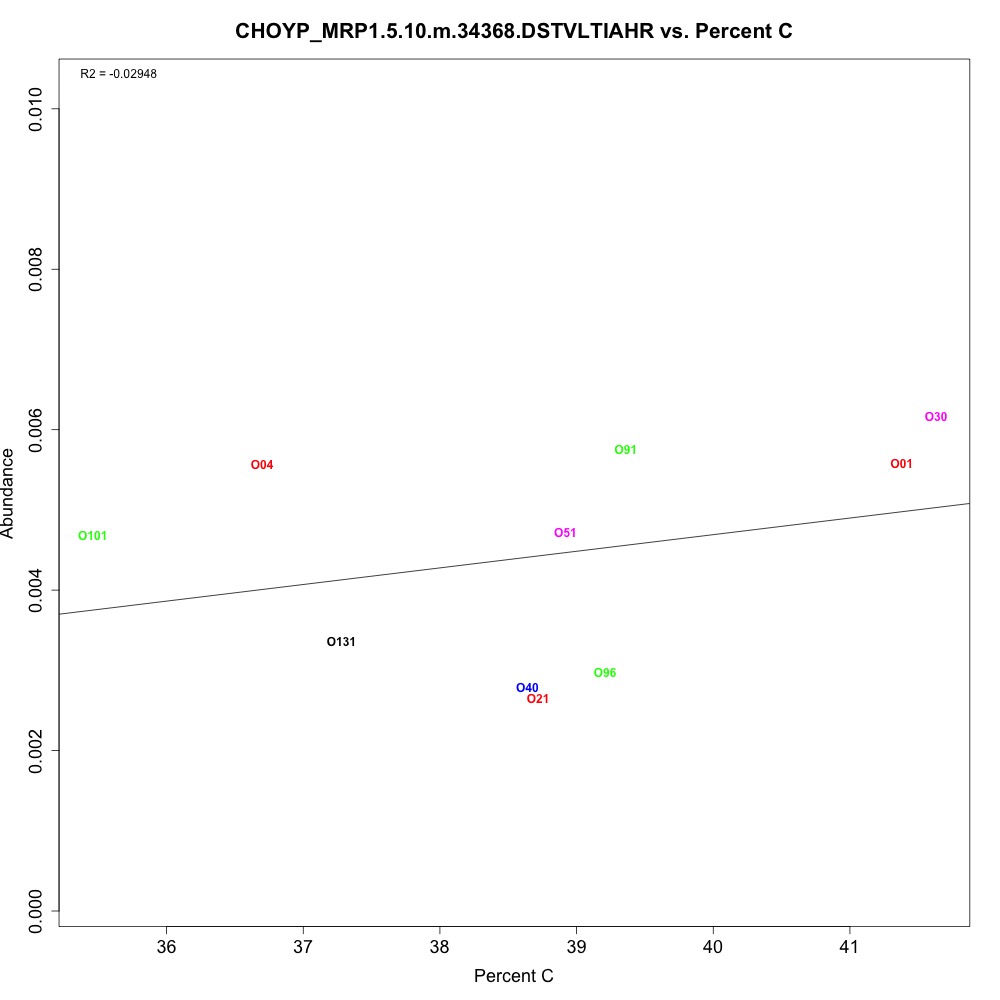 CHOYP_MRP1.5.10.m.34368.DSTVLTIAHR vs. Percent C
R2 = -0.02948
0.010
0.008
0.006
0.004
0.002
0.000
Abundance
O30
O91
O04
O01
O51
O101
O131
O96
O40
O21
36 37 38 39 40 41
Percent C